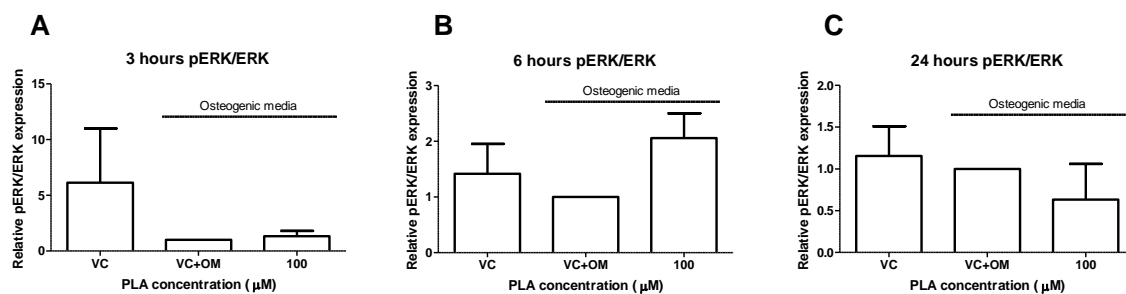 A
3 hours pERK/ERK
Relative pERK/ERK expression
15
10
5
0
Osteogenic media
VC
VC+OM
100
PLA concentration ( μM)
B
6 hours pERK/ERK
Relative pERK/ERK expression
3
2
1
0
Osteogenic media
VC
VC+OM
100
PLA concentration ( μM)
C
24 hours pERK/ERK
Relative pERK/ERK expression
2.0
1.5
1.0
0.5
0.0
Osteogenic media
VC
VC+OM
100
PLA concentration ( μM)